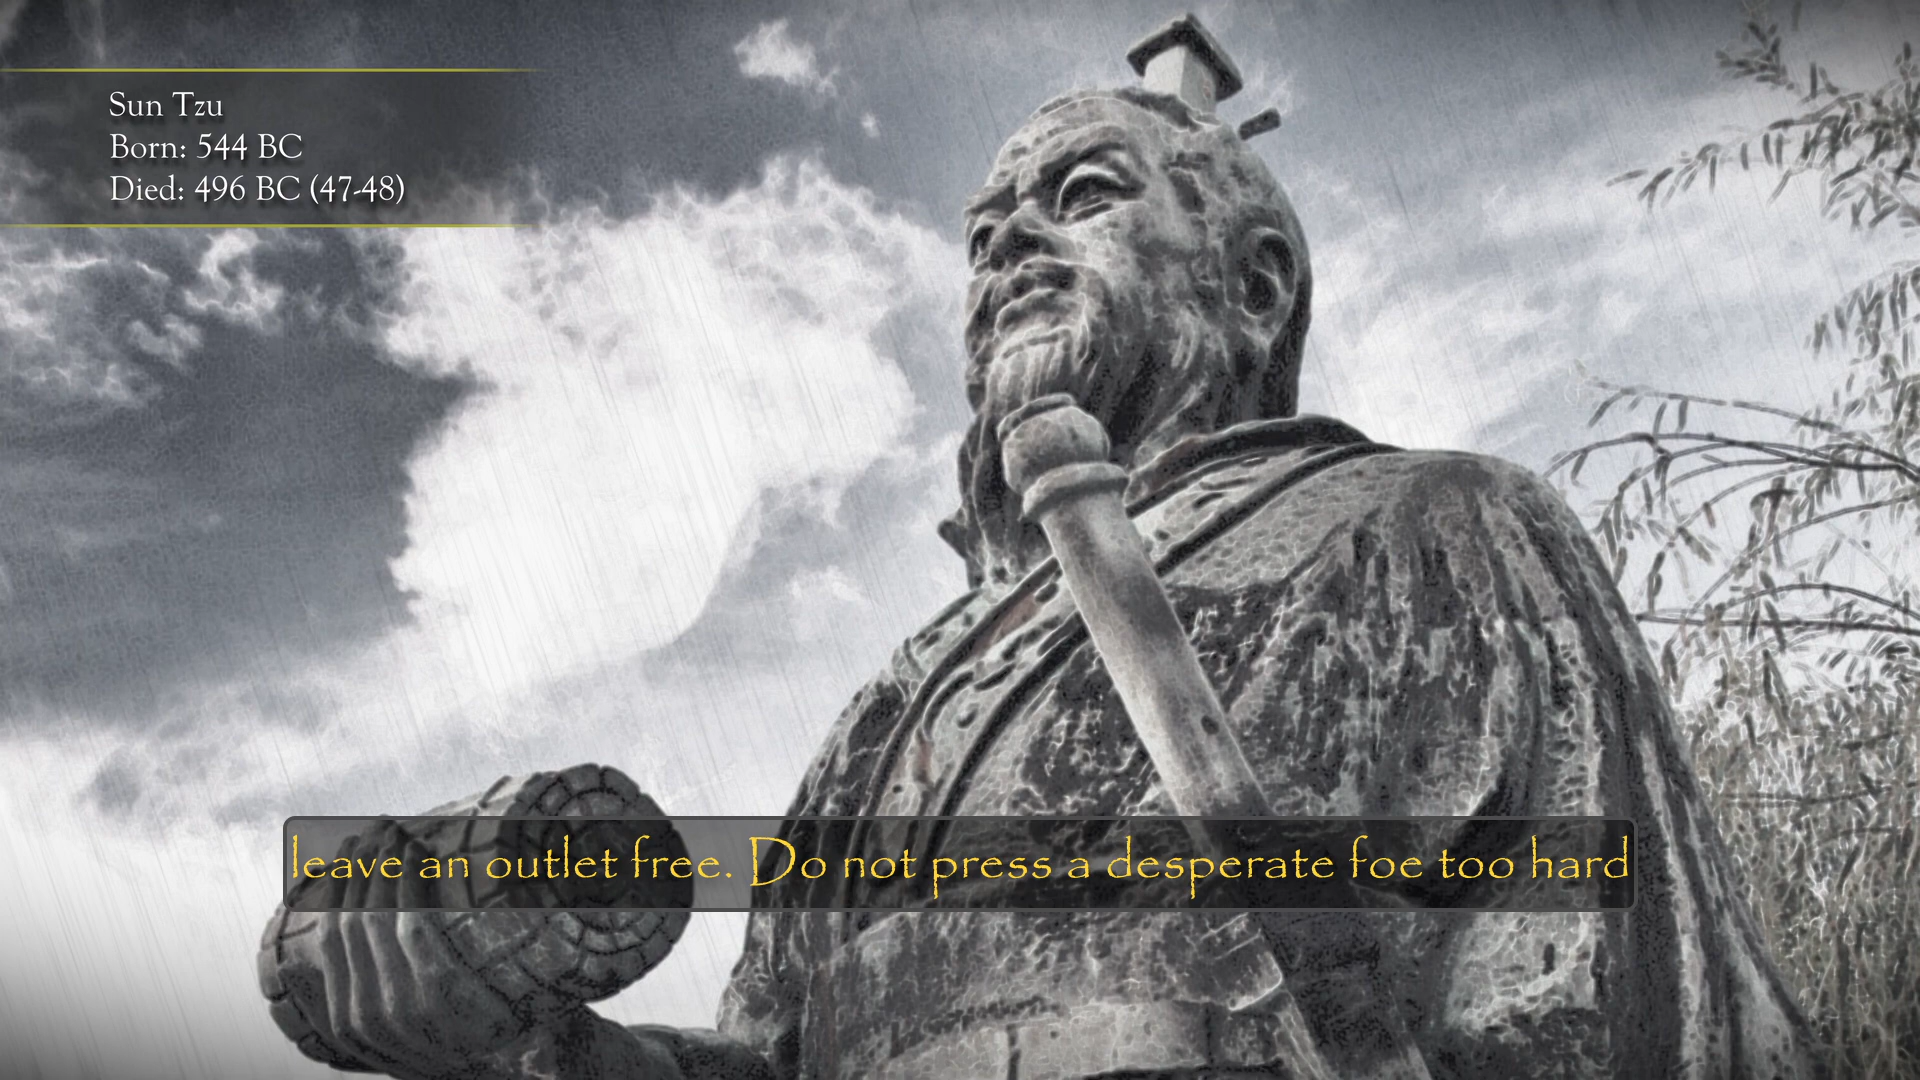 Sun Tzu
Born: 544 BC
Died: 496 BC (47-48)
leave an outlet free. Do not press a desperate foe too hard